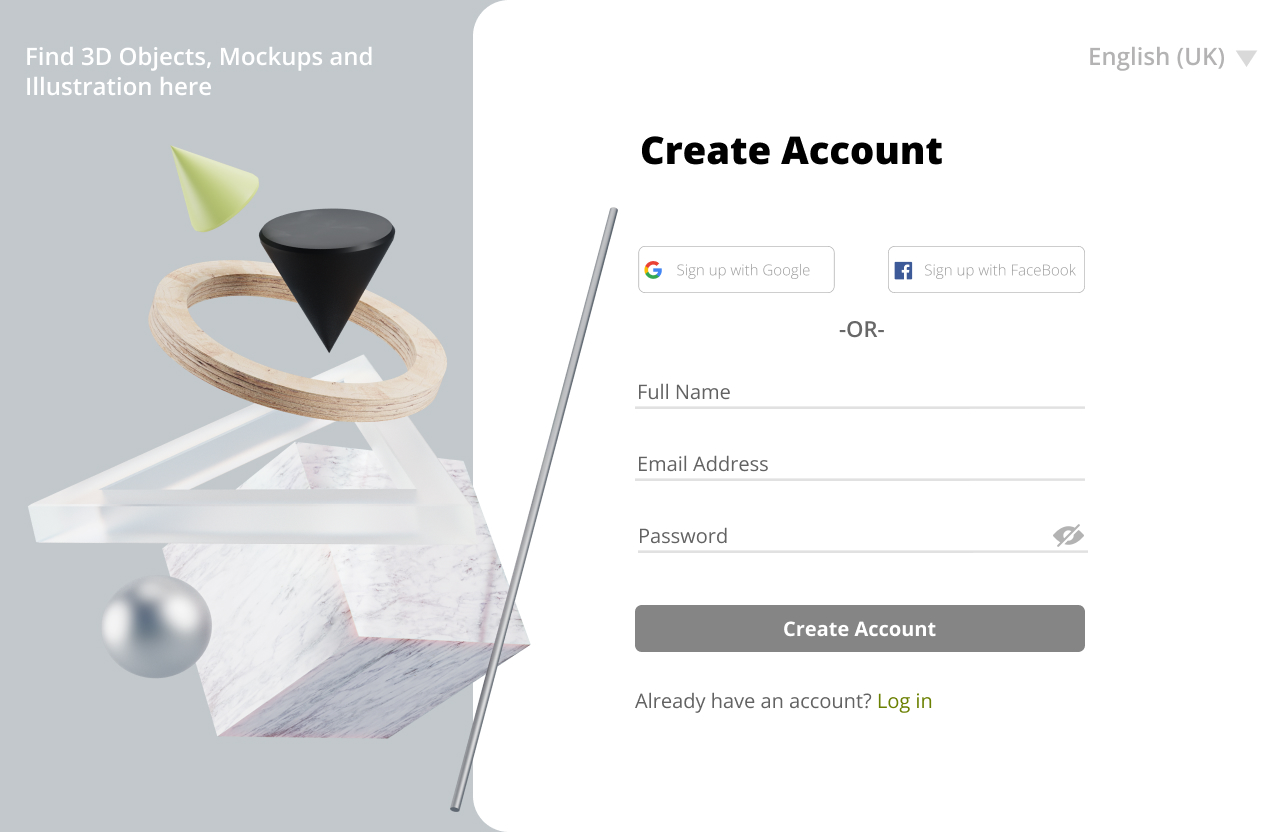 Find 3D Objects, Mockups and
Illustration here
English (UK)
Create Account
Sign up with Google
Sign up with FaceBook
-OR-
Full Name
Email Address
Password
Create Account
Already have an account? Log in